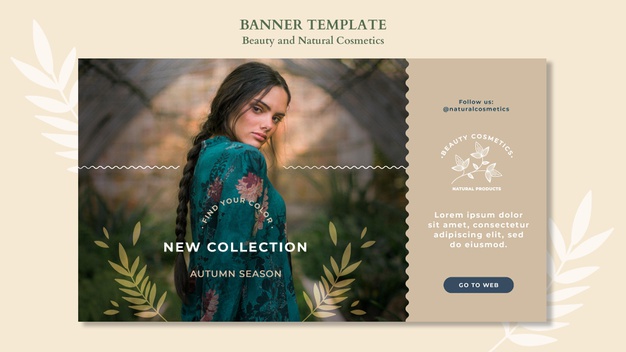 BANNER TEMPLATE
Beauty and Natural Cosmetics
· FIND YOUR COLOR ·
NEW COLLECTION
AUTUMN SEASON
Follow us:
@naturalcosmetics
· BEAUTY COSMETICS ·
NATURAL PRODUCTS
Lorem ipsum dolor
sit amet, consectetur
adipiscing elit, sed
do eiusmod.
GO TO WEB